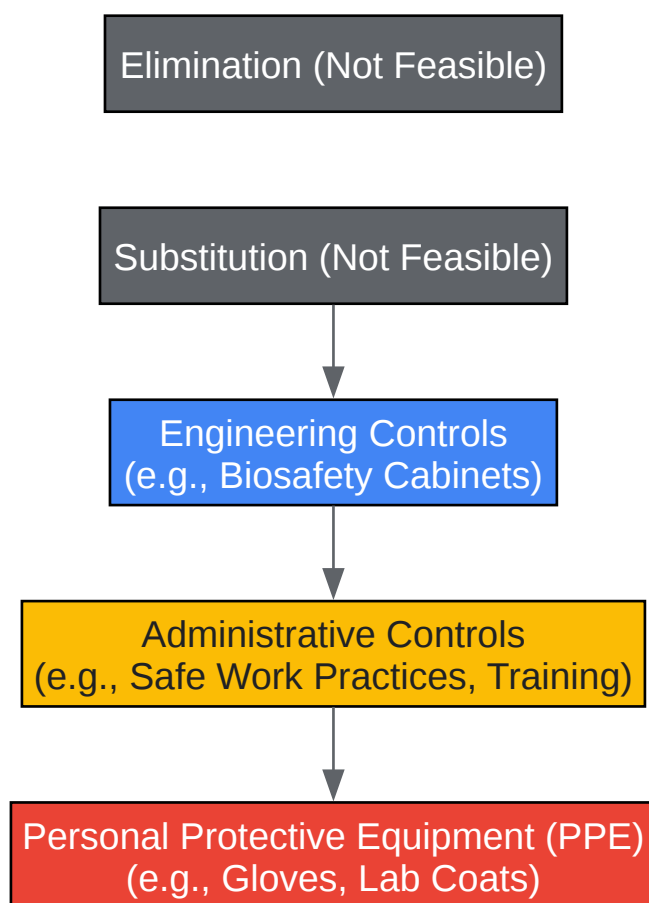 Elimination (Not Feasible)
Substitution (Not Feasible)
Engineering Controls
(e.g., Biosafety Cabinets)
Administrative Controls
(e.g., Safe Work Practices, Training)
Personal Protective Equipment (PPE)
(e.g., Gloves, Lab Coats)